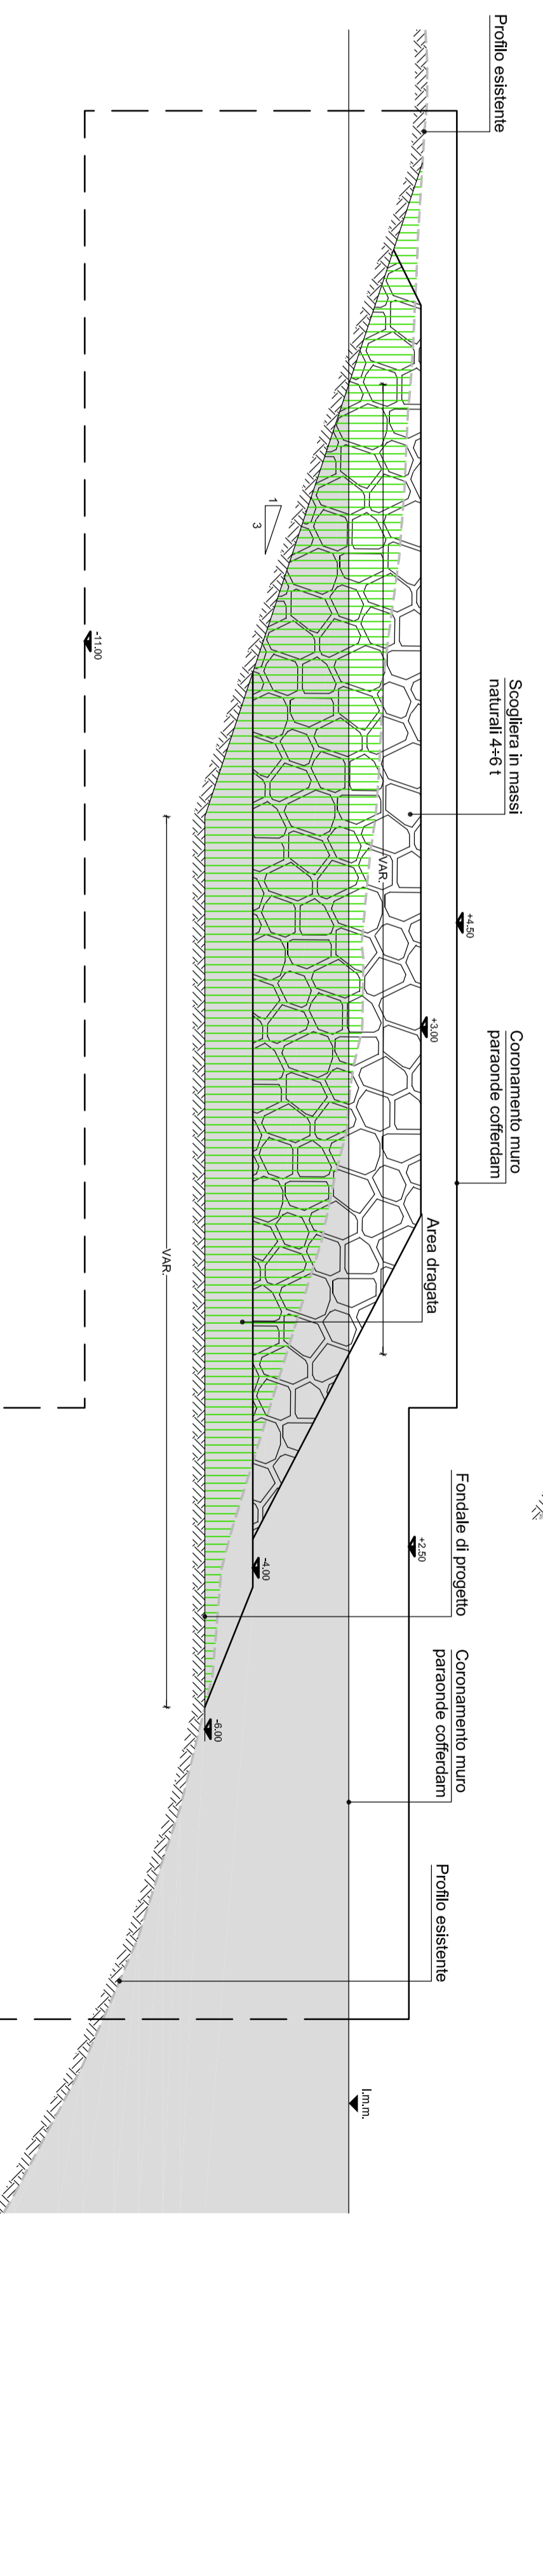 Profilo esistente
1
3
-11.00
Scogliera in massi
naturali 4÷6 t
VAR.
+4.50
+3.00
Coronamento muro
paraonde cofferdam
Area dragata
VAR.
Fondale di progetto
+2.50
-4.00
-6.00
Coronamento muro
paraonde cofferdam
Profilo esistente
l.m.m.